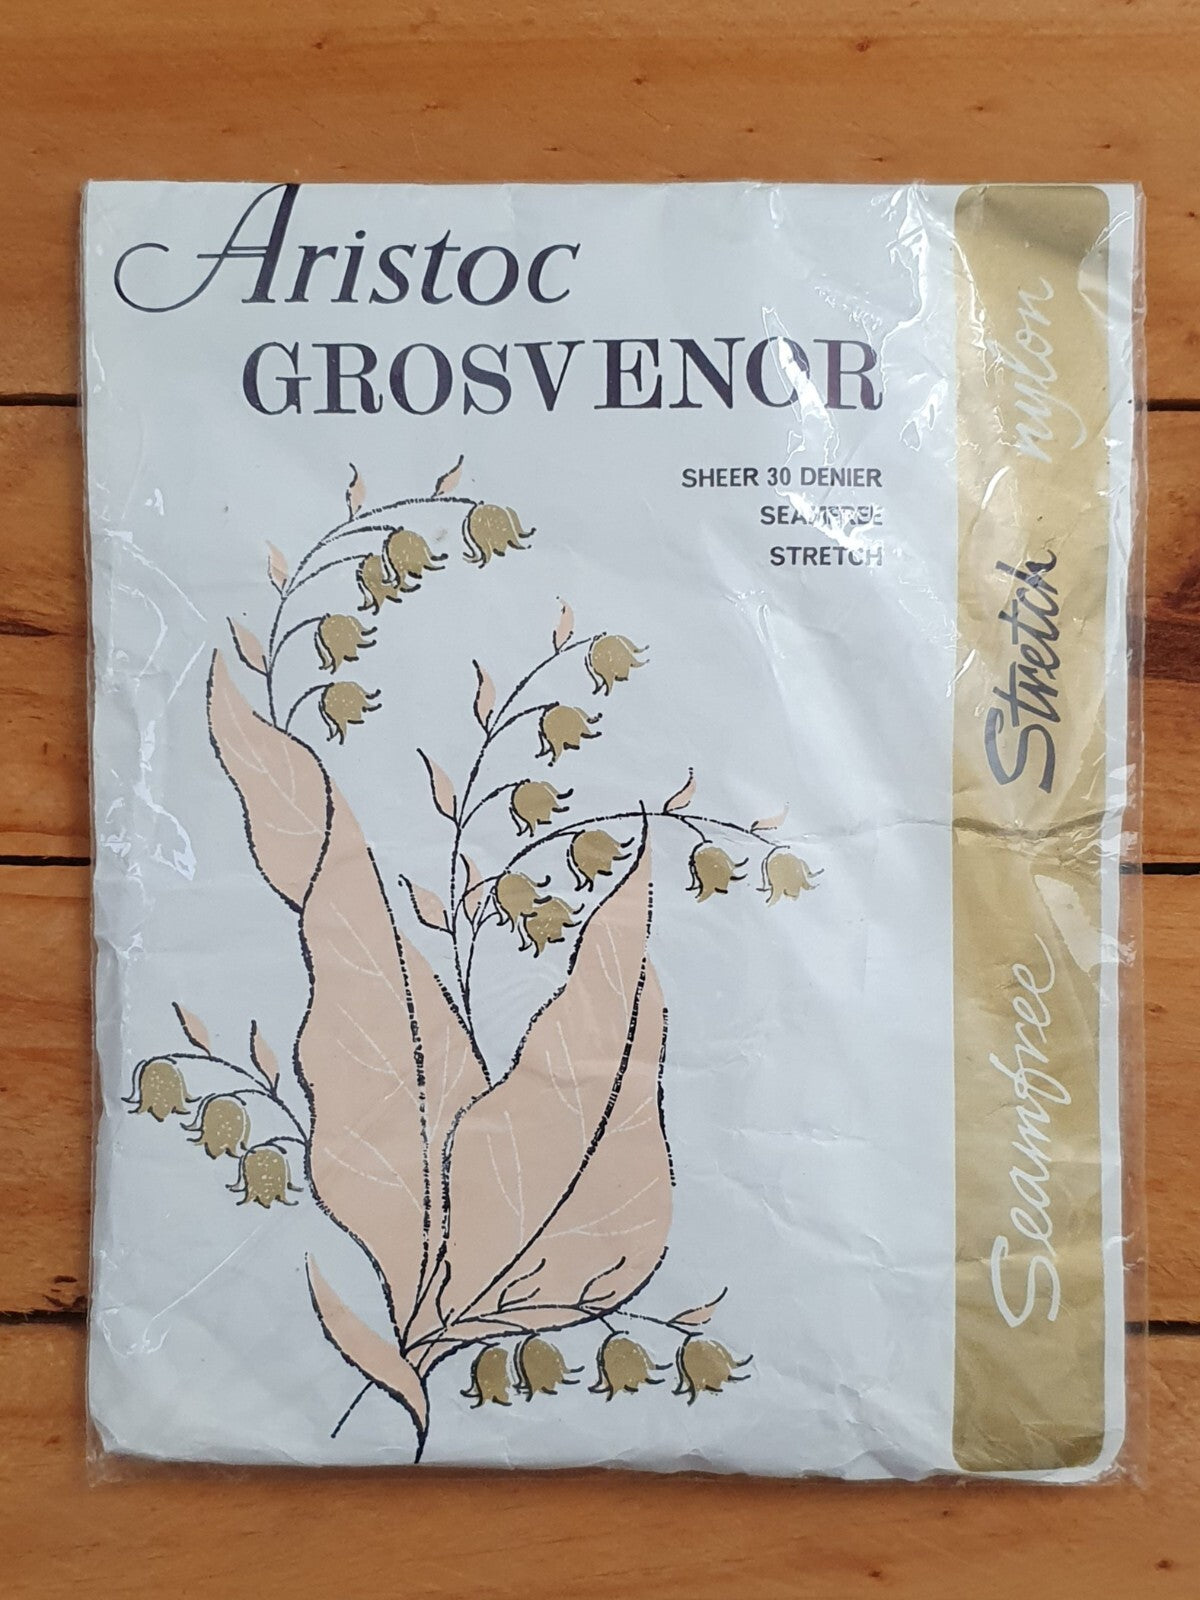 Aristoc
GROSVENOR
SHEER 30 DENIER
SEAMFREE
STRETCH
Seamfree Stretch nylon